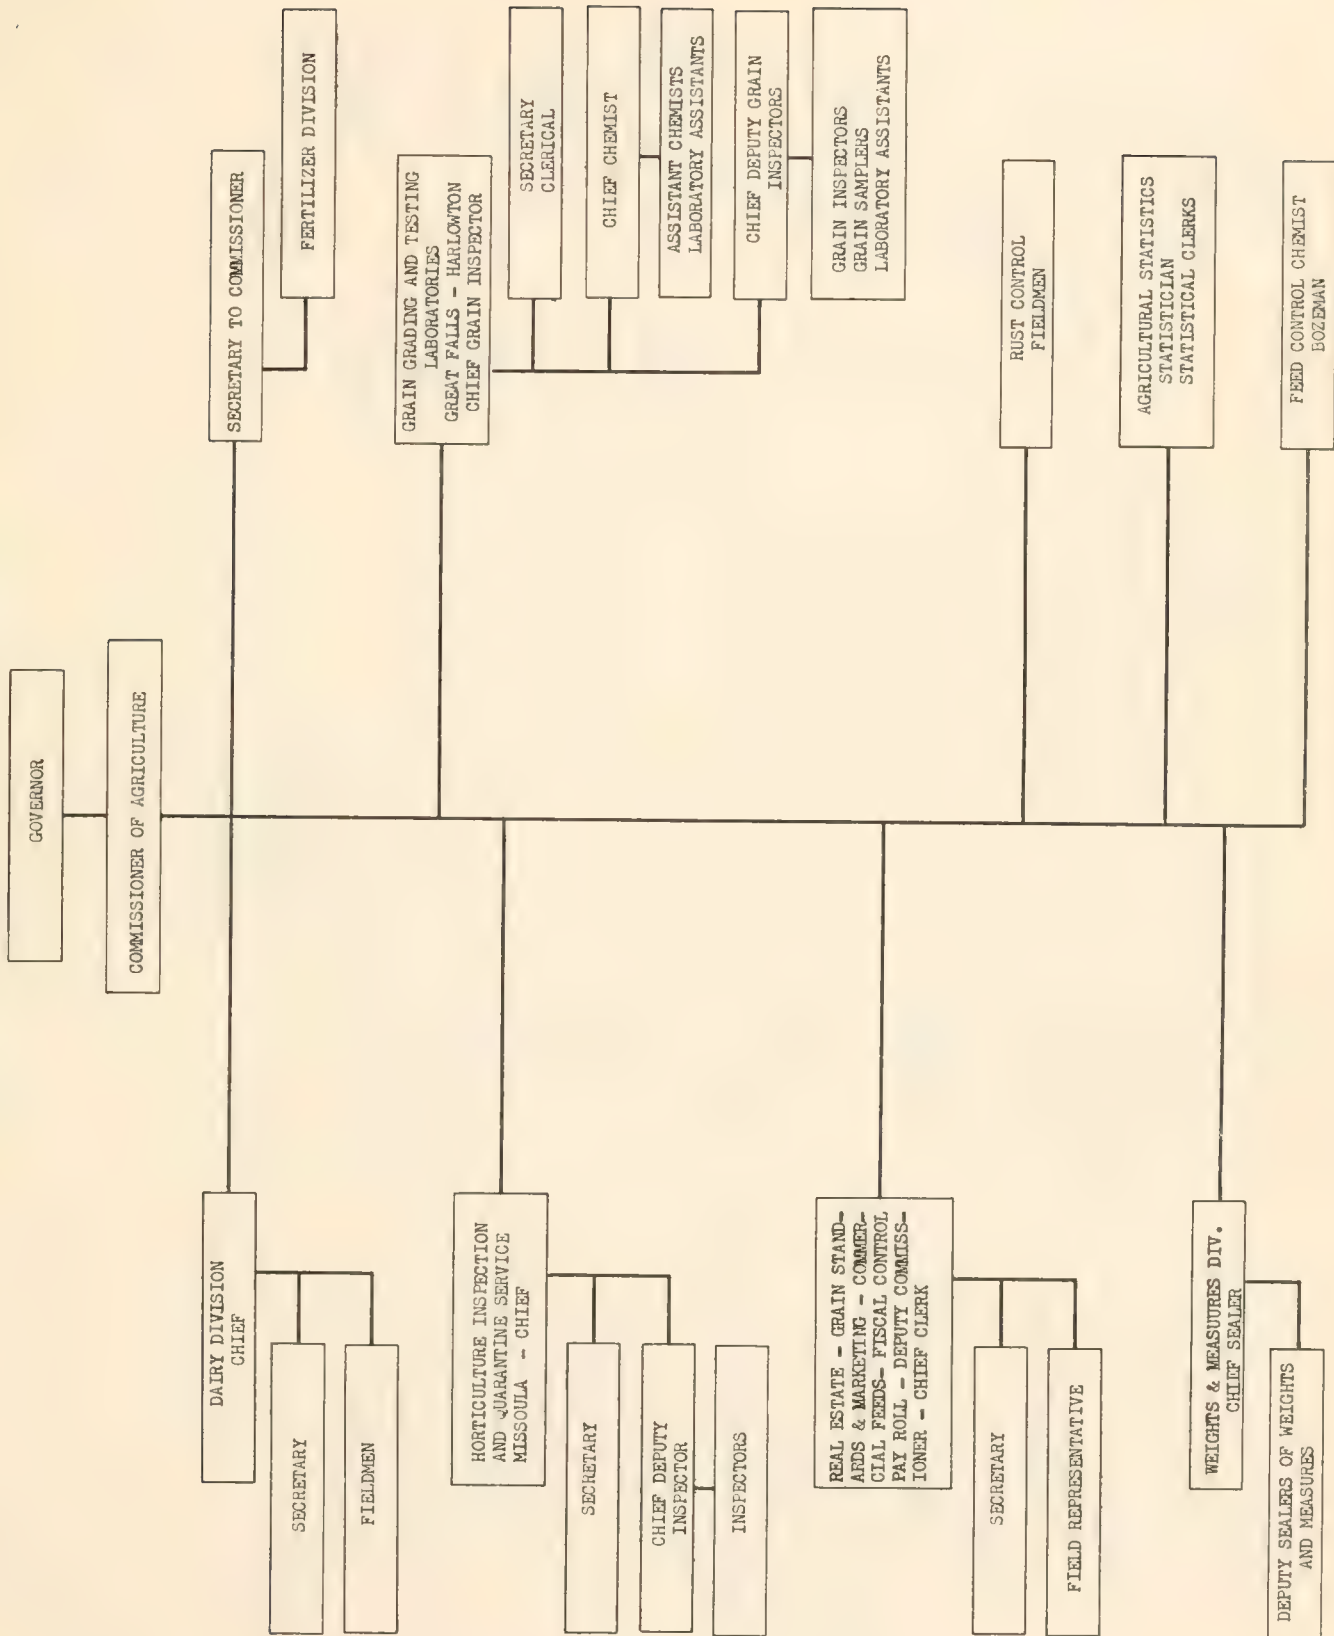 GOVERNOR
COMMISSIONER OF AGRICULTURE
DAIRY DIVISION
CHIEF
SECRETARY
FIELDMEN
HORTICULTURE INSPECTION
AND QUARANTINE SERVICE
MISSOULA - CHIEF
SECRETARY
CHIEF DEPUTY
INSPECTOR
INSPECTORS
REAL ESTATE - GRAIN STAND-
ARDS & MARKETING - COMMER-
CIAL FEEDS- FISCAL CONTROL
PAY ROLL - DEPUTY COMMISS-
IONER - CHIEF CLERK
SECRETARY
FIELD REPRESENTATIVE
WEIGHTS & MEASUURES DIV.
CHIEF SEALER
DEPUTY SEALERS OF WEIGHTS
AND MEASURES
SECRETARY TO COMMISSIONER
FERTILIZER DIVISION
GRAIN GRADING AND TESTING
LABORATORIES
GREAT FALLS - HARLOWTON
CHIEF GRAIN INSPECTOR
SECRETARY
CLERICAL
CHIEF CHEMIST
ASSISTANT CHEMISTS
LABORATORY ASSISTANTS
CHIEF DEPUTY GRAIN
INSPECTORS
GRAIN INSPECTORS
GRAIN SAMPLERS
LABORATORY ASSISTANTS
RUST CONTROL
FIELDMEN
AGRICULTURAL STATISTICS
STATISTICIAN
STATISTICAL CLERKS
FEED CONTROL CHEMIST
BOZEMAN